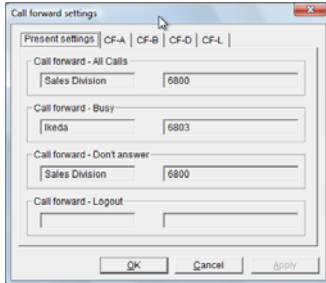 Call forward settings
Present settings CF-A CF-B CF-D CF-L
Call forward - All Calls
Sales Division 6800
Call forward - Busy
Ikeda 6803
Call forward - Don't answer
Sales Division 6800
Call forward - Logout
OK Cancel Apply